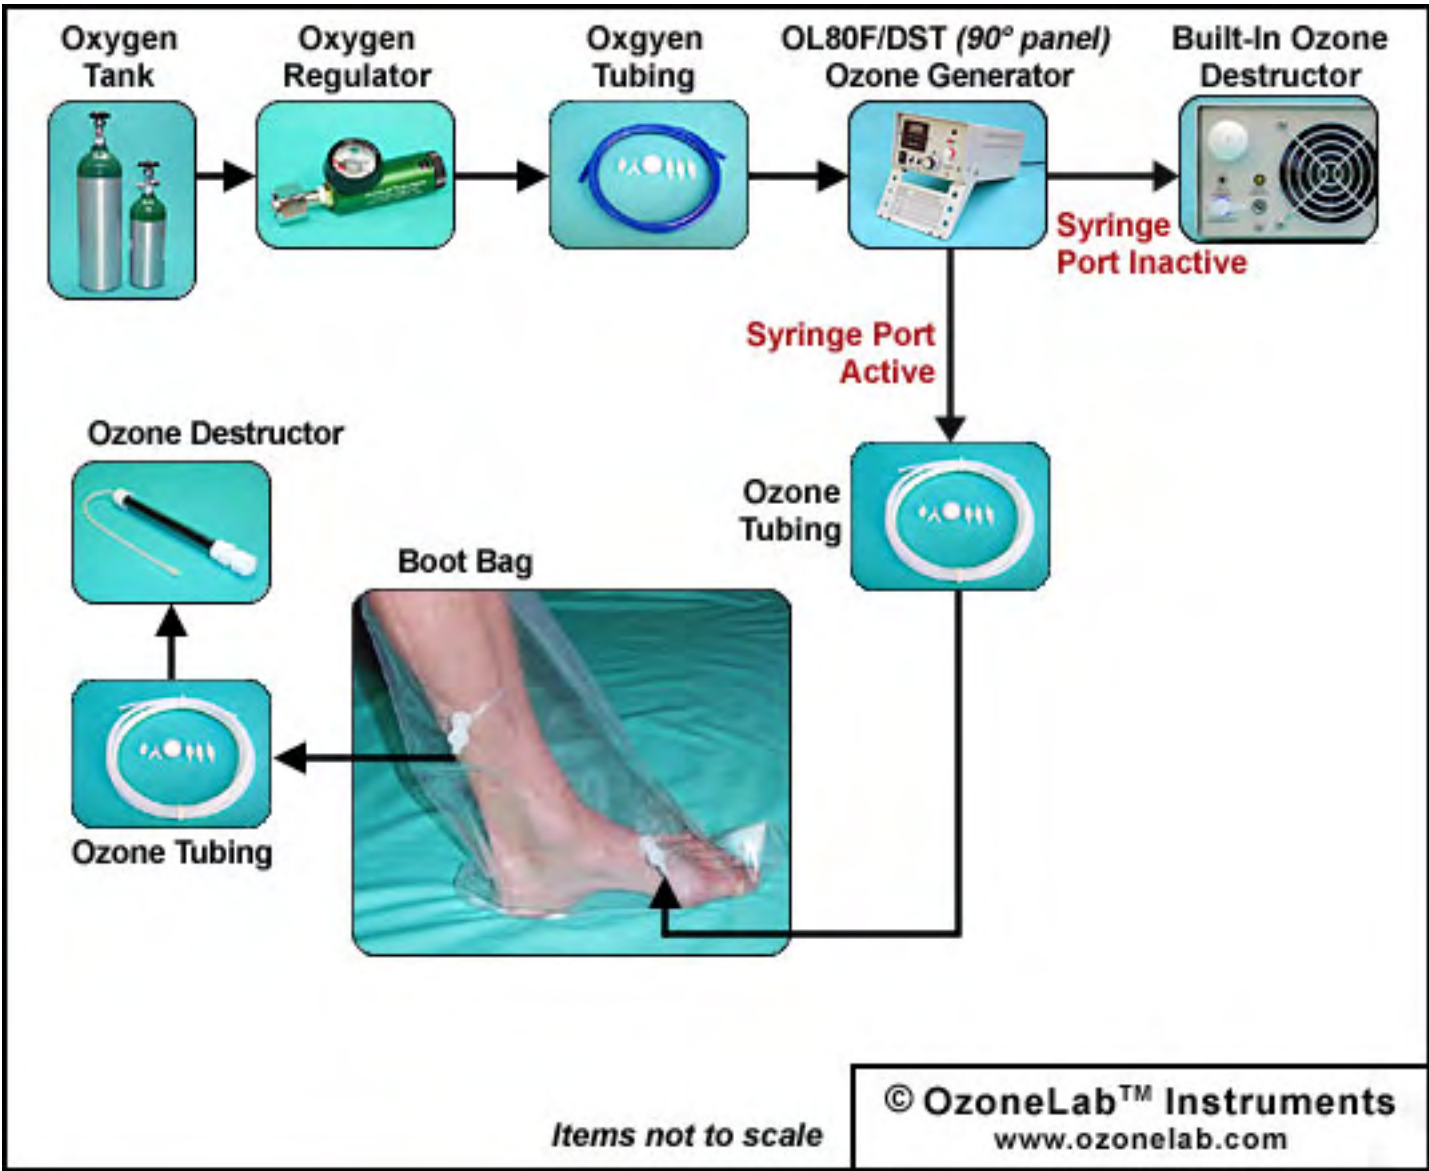 Oxygen
Tank
Oxygen
Regulator
Oxgyen
Tubing
OL80F/DST (90° panel)
Ozone Generator
Built-In Ozone
Destructor
Syringe
Port Inactive
Syringe Port
Active
Ozone Destructor
Ozone
Tubing
Boot Bag
Ozone Tubing
Items not to scale
© OzoneLab™ Instruments
www.ozonelab.com